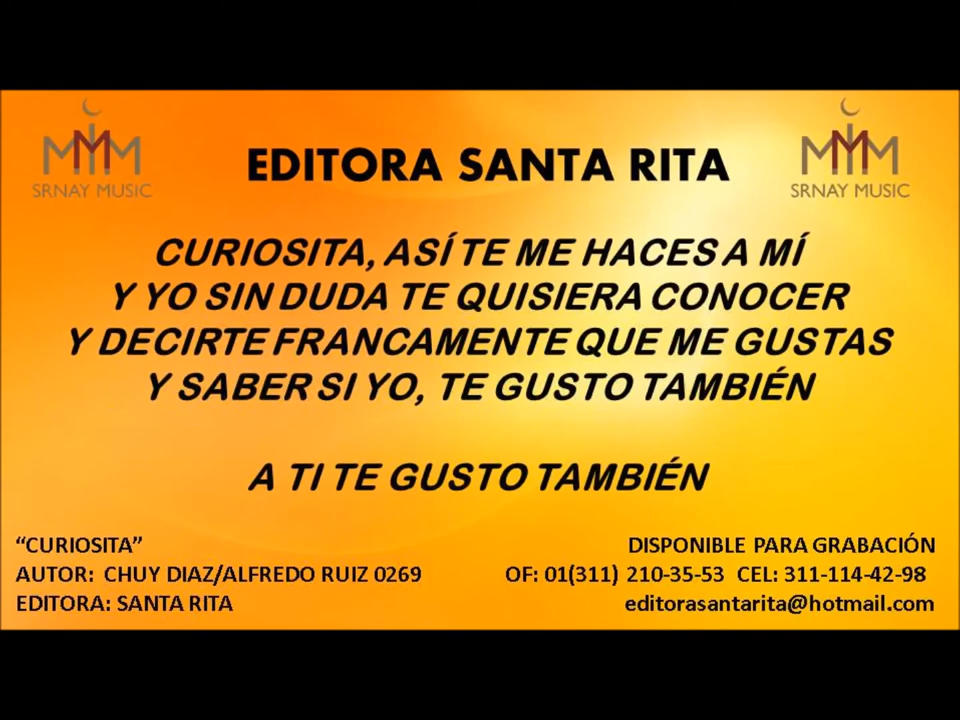 EDITORA SANTA RITA
SRNAY MUSIC
SRNAY MUSIC
CURIOSITA, ASÍ TE ME HACES A MÍ
Y YO SIN DUDA TE QUISIERA CONOCER
Y DECIRTE FRANCAMENTE QUE ME GUSTAS
Y SABER SI YO, TE GUSTO TAMBIÉN
A TI TE GUSTO TAMBIÉN
“CURIOSITA”
AUTOR: CHUY DIAZ/ALFREDO RUIZ 0269
EDITORA: SANTA RITA
DISPONIBLE PARA GRABACIÓN
OF: 01(311) 210-35-53 CEL: 311-114-42-98
editorasantarita@hotmail.com